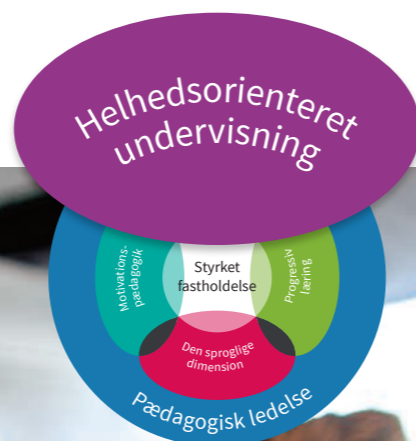 Helhedsorienteret
undervisning
Motivations-
pædagogik
Styrket
fastholdelse
Progressiv
læring
Den sproglige
dimension
Pædagogisk ledelse